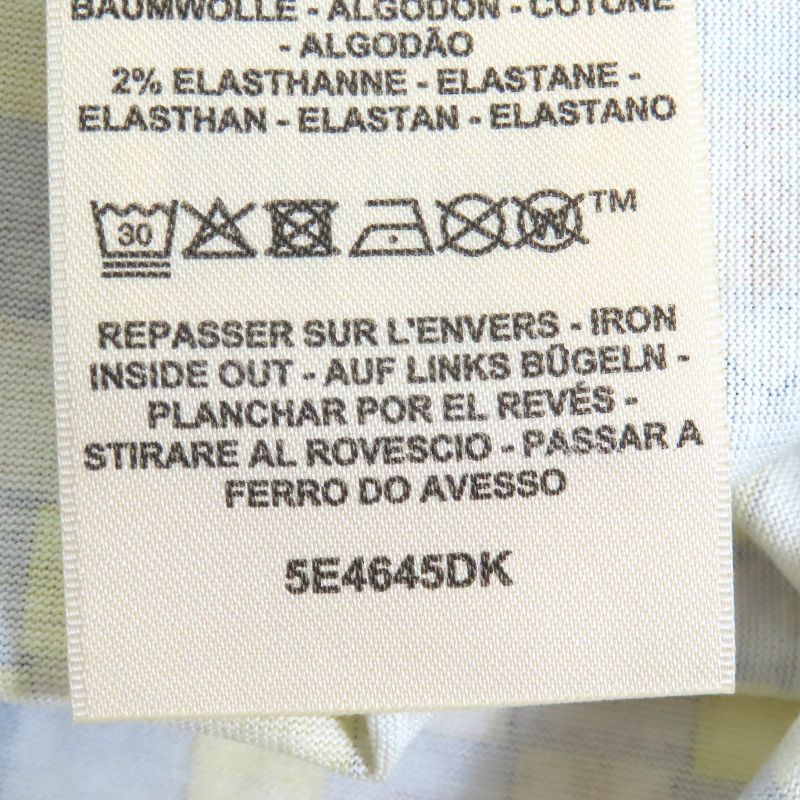 BAUMWOLLE - ALGODÓN - COTONE
- ALGODÃO
2% ELASTHANNE - ELASTANE -
ELASTHAN - ELASTAN - ELASTANO
30 W TM
REPASSER SUR L'ENVERS - IRON
INSIDE OUT - AUF LINKS BÜGELN -
PLANCHAR POR EL REVÉS -
STIRARE AL ROVESCIO - PASSAR A
FERRO DO AVESSO
5E4645DK